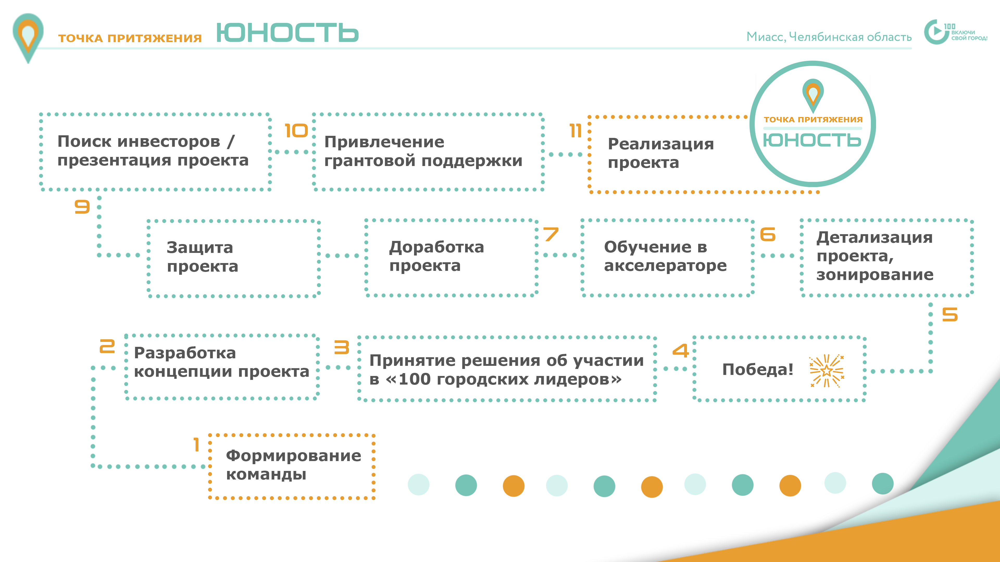 ТОЧКА ПРИТЯЖЕНИЯ ЮНОСТЬ
Миасс, Челябинская область
100
ВКЛЮЧИ
СВОЙ ГОРОД!
ТОЧКА ПРИТЯЖЕНИЯ
ЮНОСТЬ
Поиск инвесторов /
презентация проекта
10
Привлечение
грантовой поддержки
11
Реализация
проекта
9
Защита
проекта
Доработка
проекта
7
Обучение в
акселераторе
6
Детализация
проекта,
зонирование
5
2
Разработка
концепции проекта
3
Принятие решения об участии
в «100 городских лидеров»
4
Победа!
1
Формирование
команды